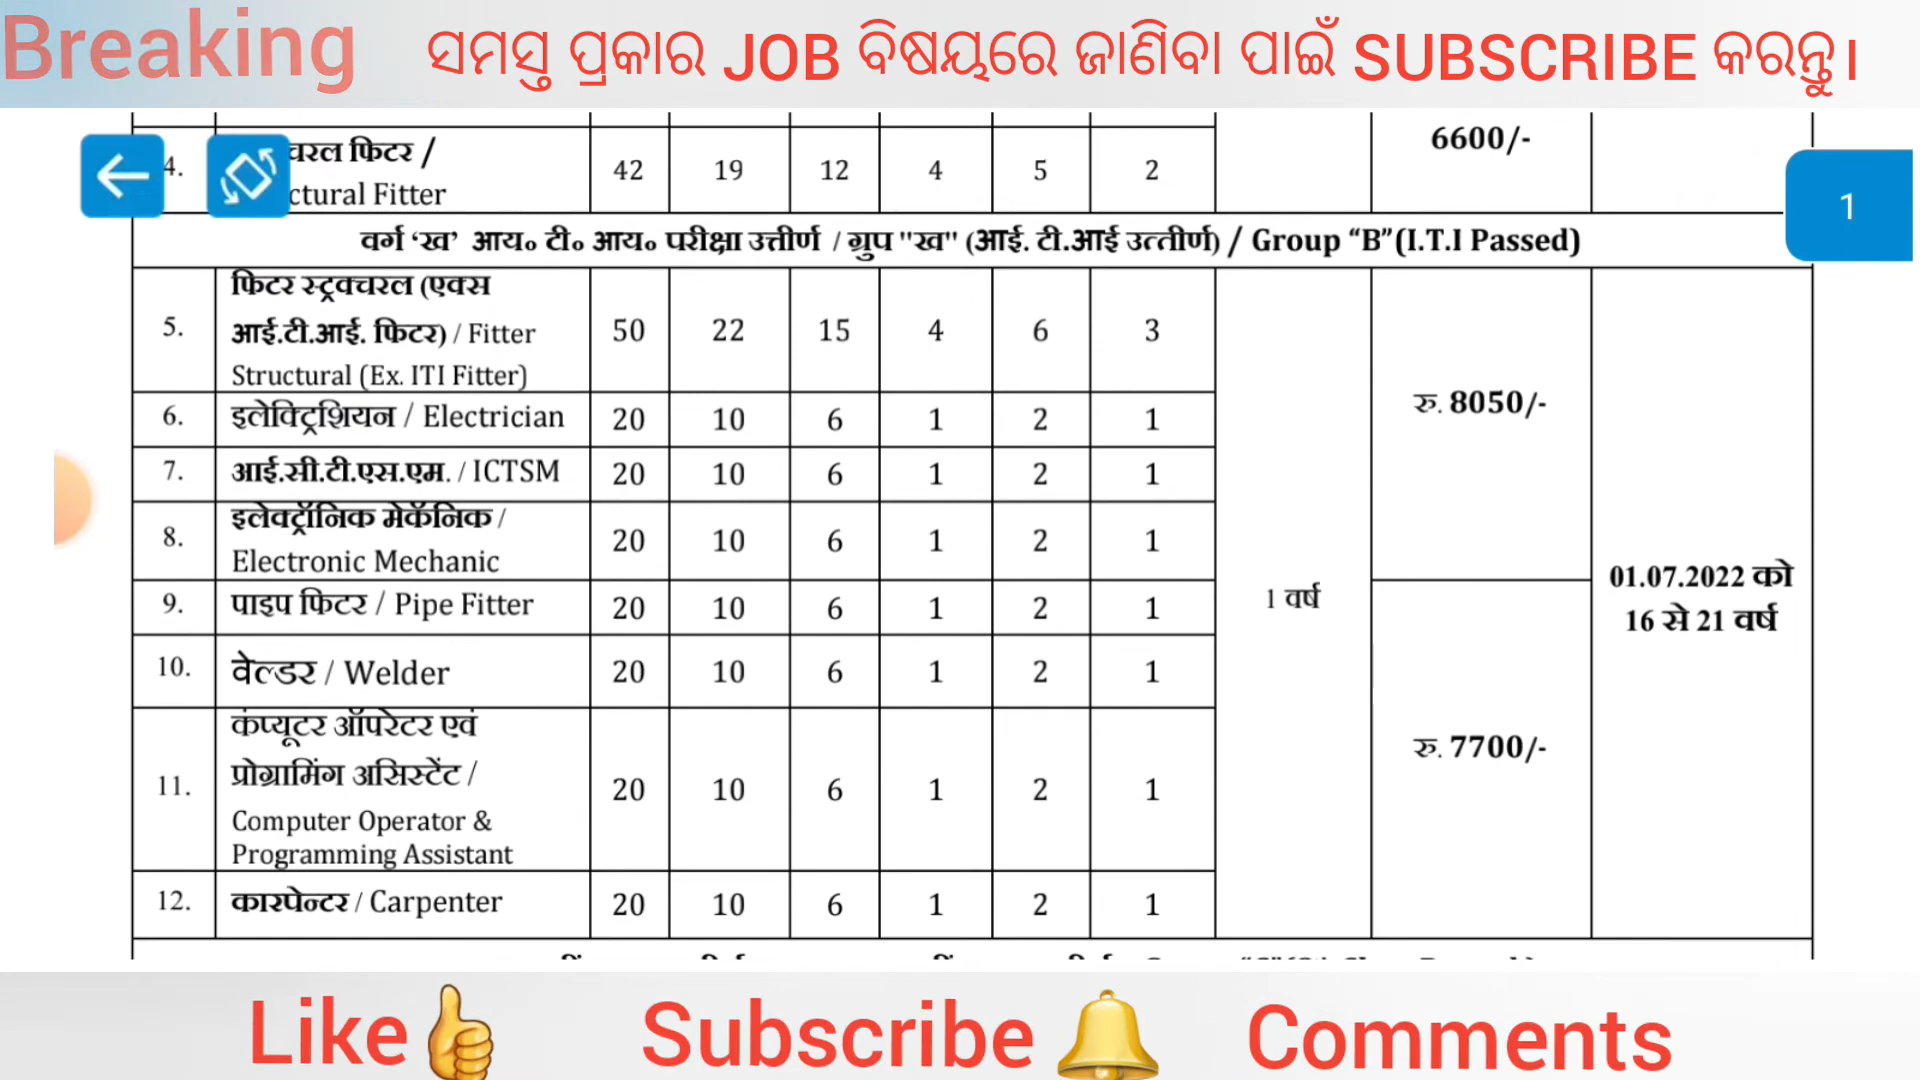 Breaking ସମସ୍ତ ପ୍ରକାର JOB ବିଷୟରେ ଜାଣିବା ପାଇଁ SUBSCRIBE କରନ୍ତୁ।
6600/-
4. चरल फिटर / 42 19 12 4 5 2
ctural Fitter
1
वर्ग ‘ख’ आय० टी० आय० परीक्षा उत्तीर्ण / ग्रुप "ख" (आई. टी.आई उत्तीर्ण) / Group “B”(I.T.I Passed)
फिटर स्ट्रक्चरल (एक्स
5. आई.टी.आई. फिटर) / Fitter 50 22 15 4 6 3
Structural (Ex. ITI Fitter)
रु. 8050/-
6. इलेक्ट्रिशियन / Electrician 20 10 6 1 2 1
7. आई.सी.टी.एस.एम. / ICTSM 20 10 6 1 2 1
इलेक्ट्रॉनिक मेकॅनिक /
8. Electronic Mechanic 20 10 6 1 2 1
01.07.2022 को
16 से 21 वर्ष
1 वर्ष
9. पाइप फिटर / Pipe Fitter 20 10 6 1 2 1
10. वेल्डर / Welder 20 10 6 1 2 1
कंप्यूटर ऑपरेटर एवं
रु. 7700/-
प्रोग्रामिंग असिस्टेंट /
11. 20 10 6 1 2 1
Computer Operator &
Programming Assistant
12. कारपेन्टर / Carpenter 20 10 6 1 2 1
Like Subscribe Comments